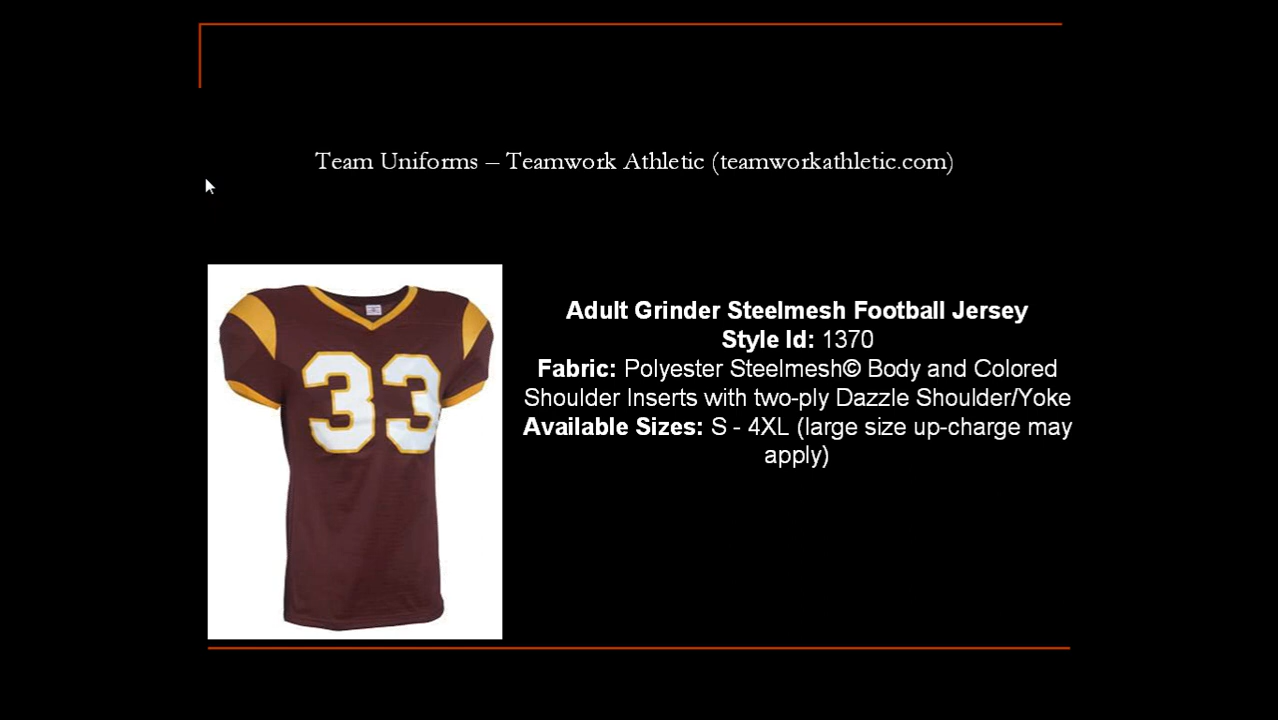 Team Uniforms – Teamwork Athletic (teamworkathletic.com)
33
Adult Grinder Steelmesh Football Jersey
Style Id: 1370
Fabric: Polyester Steelmesh© Body and Colored
Shoulder Inserts with two-ply Dazzle Shoulder/Yoke
Available Sizes: S - 4XL (large size up-charge may
apply)